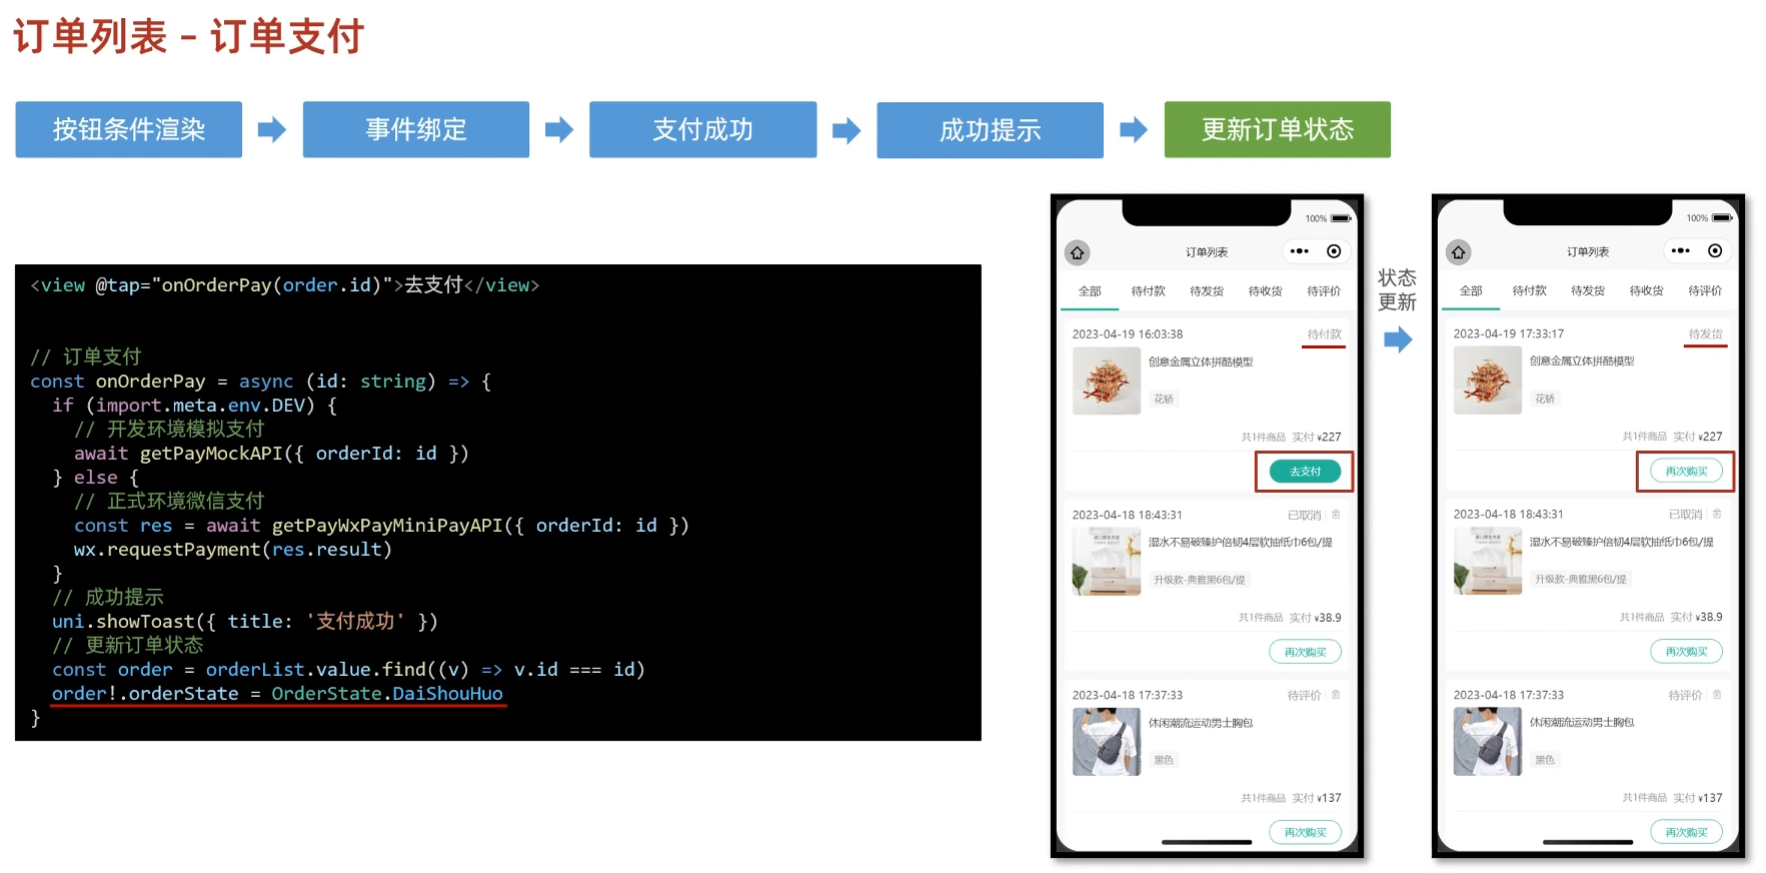 订单列表 – 订单支付
按钮条件渲染
事件绑定
支付成功
成功提示
更新订单状态
<view @tap="onOrderPay(order.id)">去支付</view>
// 订单支付
const onOrderPay = async (id: string) => {
  if (import.meta.env.DEV) {
    // 开发环境模拟支付
    await getPayMockAPI({ orderId: id })
  } else {
    // 正式环境微信支付
    const res = await getPayWxPayMiniPayAPI({ orderId: id })
    wx.requestPayment(res.result)
  }
  // 成功提示
  uni.showToast({ title: '支付成功' })
  // 更新订单状态
  const order = orderList.value.find((v) => v.id === id)
  order!.orderState = OrderState.DaiShouHuo
}
100%
订单列表
全部 待付款 待发货 待收货 待评价
2023-04-19 16:03:38 待付款
创意金属立体拼酷模型
花轿
共1件商品 实付 ¥227
去支付
2023-04-18 18:43:31 已取消
湿水不易破臻护倍韧4层软抽纸巾6包/提
升级款-典雅黑6包/提
共1件商品 实付 ¥38.9
再次购买
2023-04-18 17:37:33 待评价
休闲潮流运动男士胸包
黑色
共1件商品 实付 ¥137
再次购买
状态
更新
100%
订单列表
全部 待付款 待发货 待收货 待评价
2023-04-19 17:33:17 待发货
创意金属立体拼酷模型
花轿
共1件商品 实付 ¥227
再次购买
2023-04-18 18:43:31 已取消
湿水不易破臻护倍韧4层软抽纸巾6包/提
升级款-典雅黑6包/提
共1件商品 实付 ¥38.9
再次购买
2023-04-18 17:37:33 待评价
休闲潮流运动男士胸包
黑色
共1件商品 实付 ¥137
再次购买